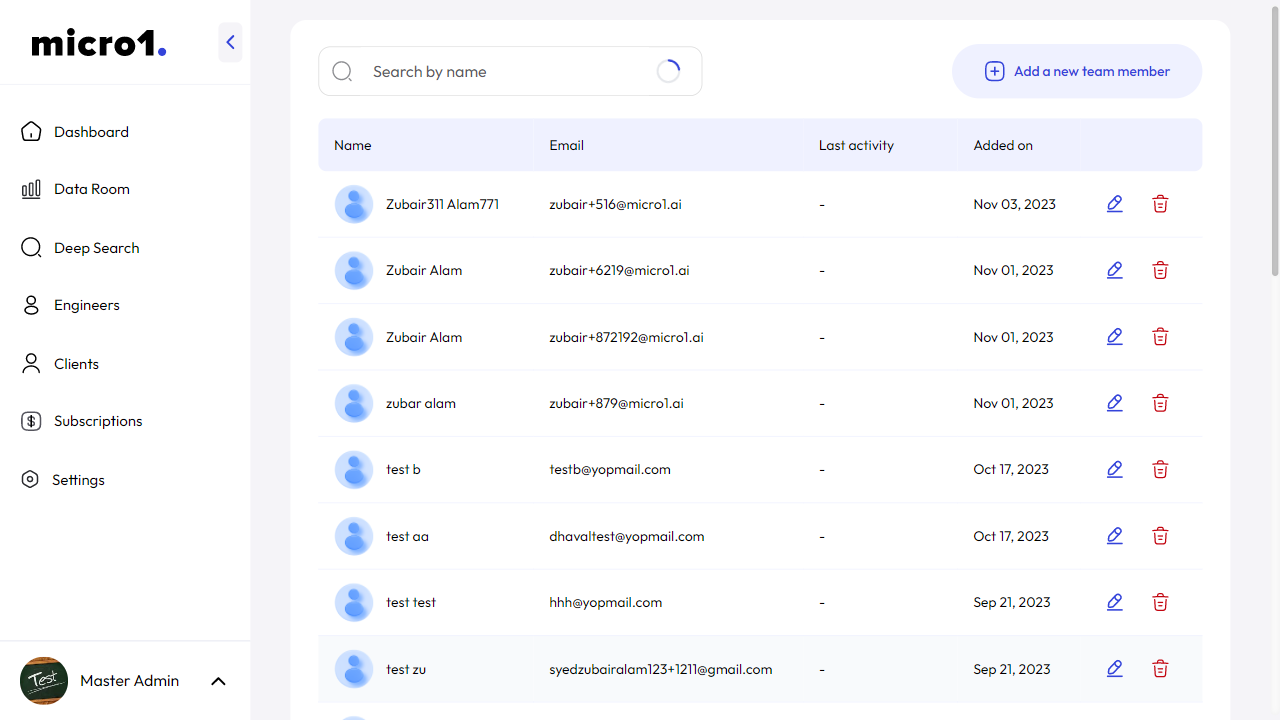 micro1.
Dashboard
Data Room
Deep Search
Engineers
Clients
Subscriptions
Settings
Test
Master Admin
Search by name
Add a new team member
Name Email Last activity Added on
Zubair311 Alam771 zubair+516@micro1.ai - Nov 03, 2023
Zubair Alam zubair+6219@micro1.ai - Nov 01, 2023
Zubair Alam zubair+872192@micro1.ai - Nov 01, 2023
zubar alam zubair+879@micro1.ai - Nov 01, 2023
test b testb@yopmail.com - Oct 17, 2023
test aa dhavaltest@yopmail.com - Oct 17, 2023
test test hhh@yopmail.com - Sep 21, 2023
test zu syedzubairalam123+1211@gmail.com - Sep 21, 2023